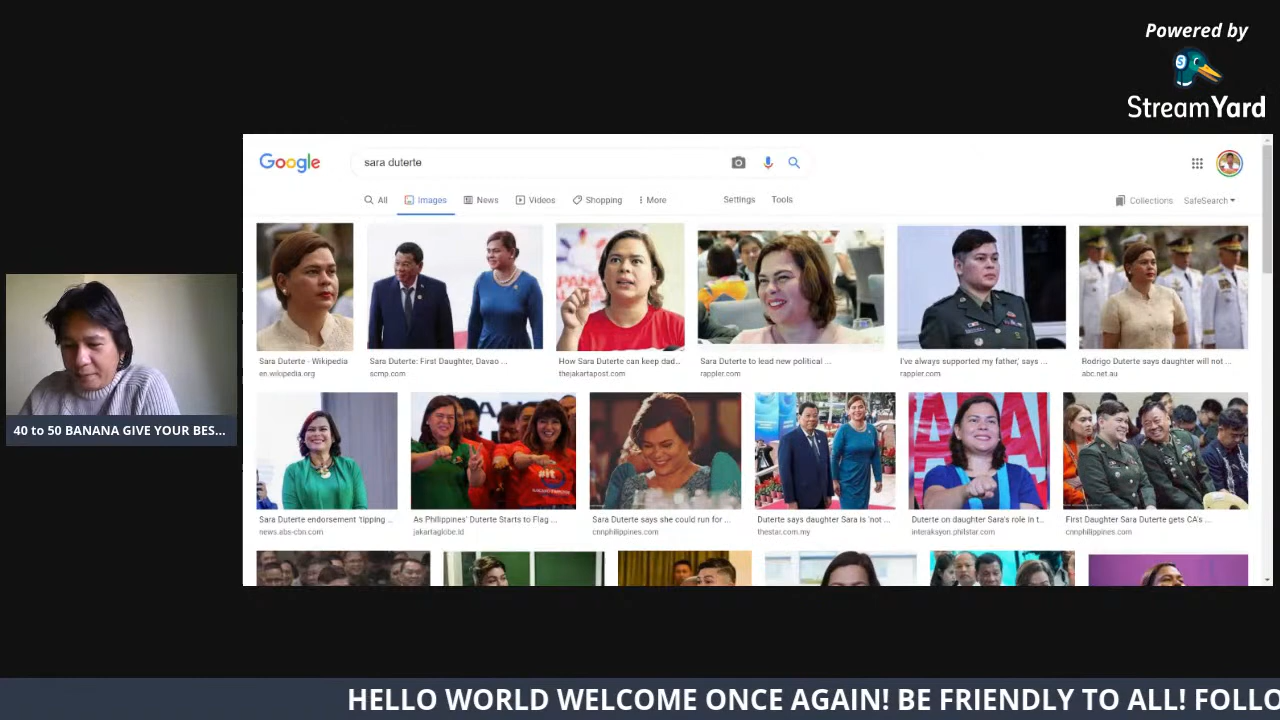 Powered by
StreamYard
Google
sara duterte
All
Images
News
Videos
Shopping
More
Settings
Tools
Collections
SafeSearch
Sara Duterte - Wikipedia
en.wikipedia.org
Sara Duterte: First Daughter, Davao ...
scmp.com
How Sara Duterte can keep dad...
thejakartapost.com
Sara Duterte to lead new political ...
rappler.com
I've always supported my father,' says ...
rappler.com
Rodrigo Duterte says daughter will not ...
abc.net.au
#it
Sara Duterte endorsement 'tipping ...
news.abs-cbn.com
As Philippines' Duterte Starts to Flag ...
jakartaglobe.id
Sara Duterte says she could run for ...
cnnphilippines.com
Duterte says daughter Sara is 'not ...
thestar.com.my
Duterte on daughter Sara's role in t...
interaksyon.philstar.com
First Daughter Sara Duterte gets CA's ...
cnnphilippines.com
40 to 50 BANANA GIVE YOUR BES...
HELLO WORLD WELCOME ONCE AGAIN! BE FRIENDLY TO ALL! FOLLO